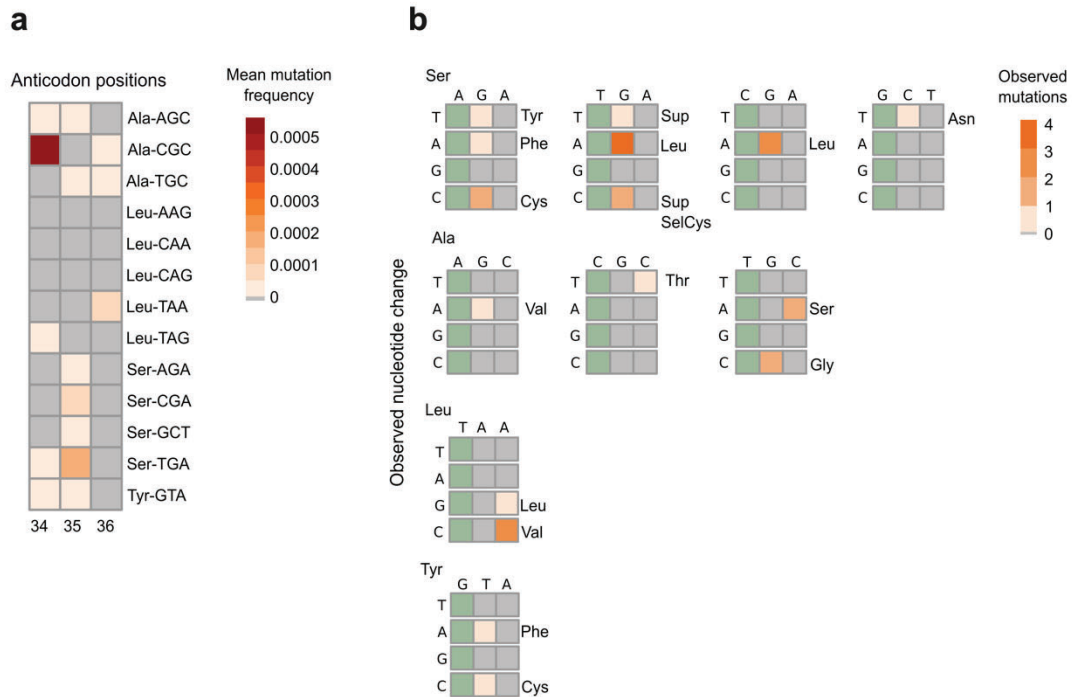 a
Anticodon positions
Ala-AGC
Ala-CGC
Ala-TGC
Leu-AAG
Leu-CAA
Leu-CAG
Leu-TAA
Leu-TAG
Ser-AGA
Ser-CGA
Ser-GCT
Ser-TGA
Tyr-GTA
34 35 36
Mean mutation
frequency
0.0005
0.0004
0.0003
0.0002
0.0001
0
b
Observed nucleotide change
Ser
A G A
T Tyr
A Phe
G
C Cys
T G A
T Sup
A Leu
G
C Sup
SelCys
C G A
T
A Leu
G
C
G C T
T Asn
A
G
C
Observed
mutations
4
3
2
1
0
Ala
A G C
T
A Val
G
C
C G C
T Thr
A
G
C
T G C
T
A Ser
G
C Gly
Leu
T A A
T
A
G Leu
C Val
Tyr
G T A
T
A Phe
G
C Cys